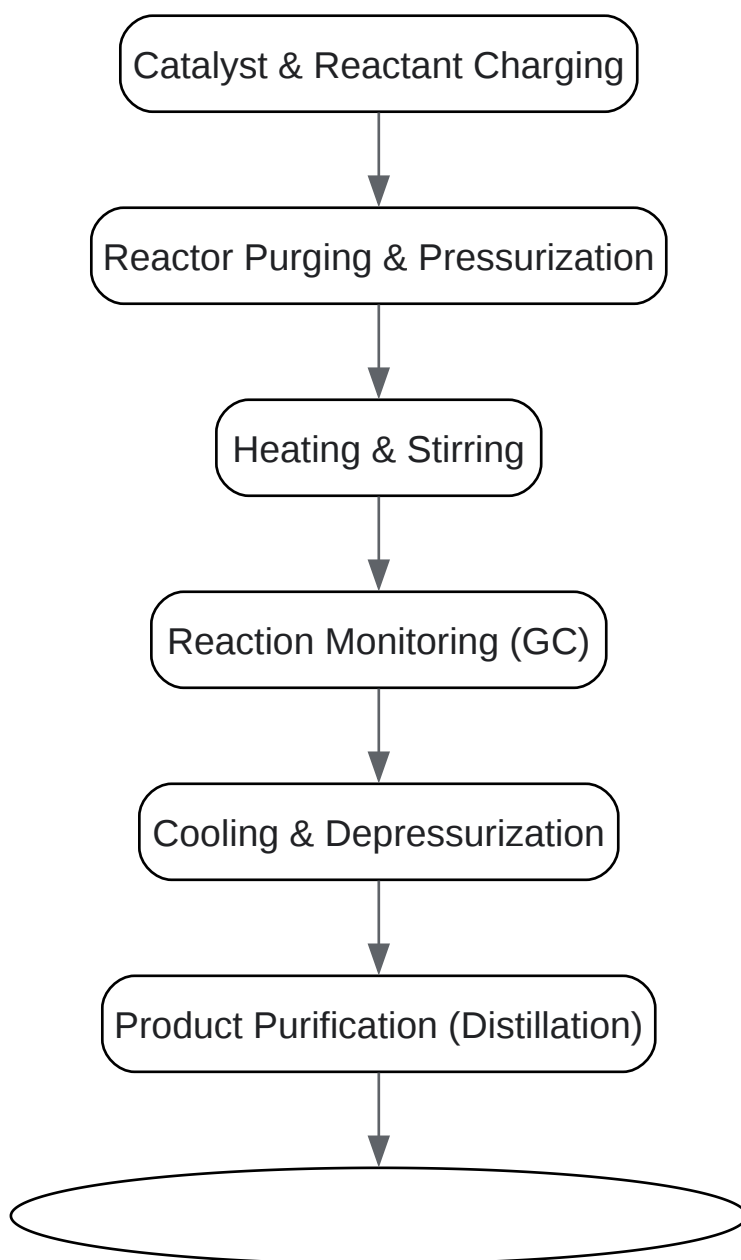 Catalyst & Reactant Charging
Reactor Purging & Pressurization
Heating & Stirring
Reaction Monitoring (GC)
Cooling & Depressurization
Product Purification (Distillation)